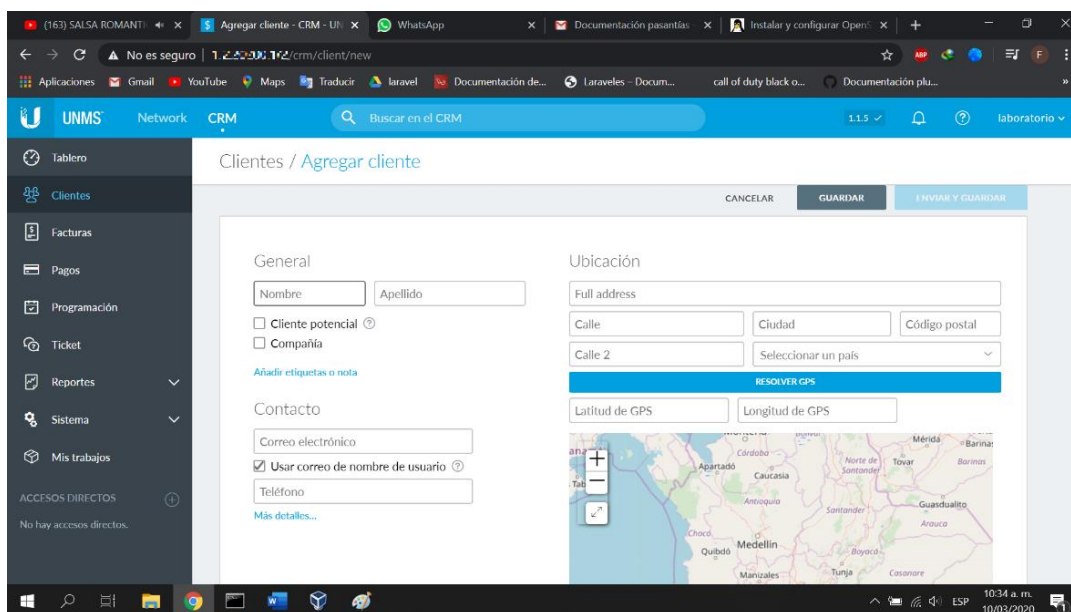 (163) SALSA ROMANTI
Agregar cliente - CRM - UN
WhatsApp
Documentación pasantías
Instalar y configurar OpenS
No es seguro
/crm/client/new
ABP
F
Aplicaciones
Gmail
YouTube
Maps
Traducir
laravel
Documentación de...
Laraveles – Docum...
call of duty black o...
Documentación plu...
»
UNMS
Network
CRM
Buscar en el CRM
1.1.5
laboratorio
Tablero
Clientes
Facturas
Pagos
Programación
Ticket
Reportes
Sistema
Mis trabajos
ACCESOS DIRECTOS
No hay accesos directos.
Clientes / Agregar cliente
CANCELAR
GUARDAR
ENVIAR Y GUARDAR
General
Nombre
Apellido
Cliente potencial
Compañía
Añadir etiquetas o nota
Contacto
Correo electrónico
Usar correo de nombre de usuario
Teléfono
Más detalles...
Ubicación
Full address
Calle
Ciudad
Código postal
Calle 2
Seleccionar un país
RESOLVER GPS
Latitud de GPS
Longitud de GPS
+
−
Córdoba
Apartadó
Caucasia
Antioquia
Norte de Santander
Mérida
Tovar
Barinas
Santander
Guasdualito
Arauca
Chocó
Quibdó
Medellín
Boyacá
Manizales
Tunja
Casanare
ESP
10:34 a. m.
10/03/2020